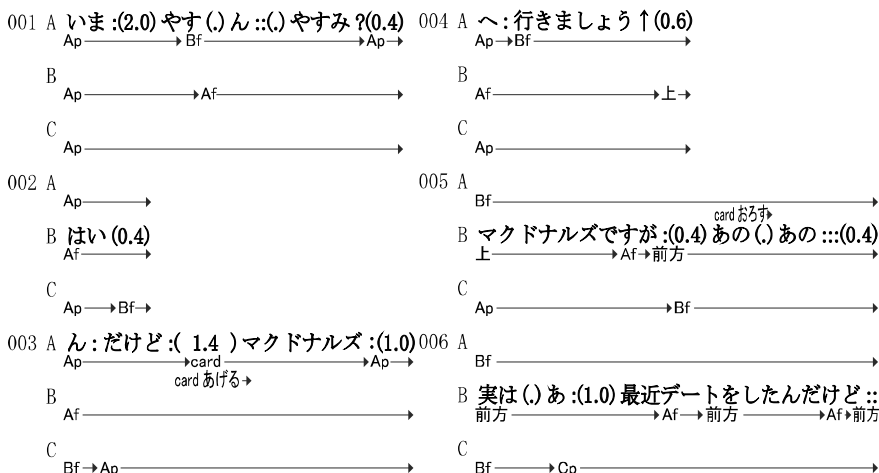 001 A いま :(2.0) やす (.) ん ::(.) やすみ ?(0.4)
Ap Bf Ap
B
Ap Af
C
Ap
002 A
Ap
B はい (0.4)
Af
C
Ap Bf
003 A ん : だけど :( 1.4 ) マクドナルズ :(1.0)
Ap card Ap
card あげる
B
Af
C
Bf Ap
004 A へ : 行きましょう ↑(0.6)
Ap Bf
B
Af 上
C
Ap
005 A
Bf
card おろす
B マクドナルズですが :(0.4) あの (.) あの :::(0.4)
上 Af 前方
C
Ap Bf
006 A
Bf
B 実は (.) あ :(1.0) 最近デートをしたんだけど ::
前方 Af 前方 Af 前方
C
Bf Cp